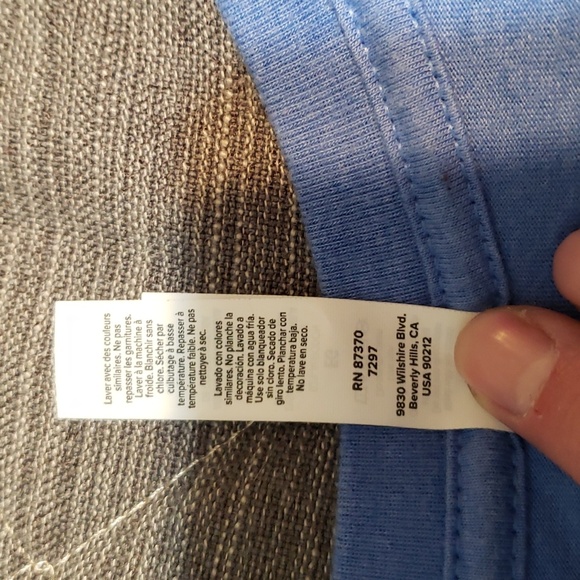 Laver avec des couleurs
similaires. Ne pas
repasser les garnitures.
Laver à la machine à
froide. Blanchir sans
chlore. Sécher par
culbutage à basse
température. Repasser à
température faible. Ne pas
nettoyer à sec.
Lavado con colores
similares. No planche la
decoración. Lavado a
máquina con agua fría.
Use solo blanqueador
sin cloro. Secado de
giro lento. Planchar con
temperatura baja.
No lave en seco.
RN 87370
7297
9830 Wilshire Blvd.
Beverly Hills, CA
USA 90212